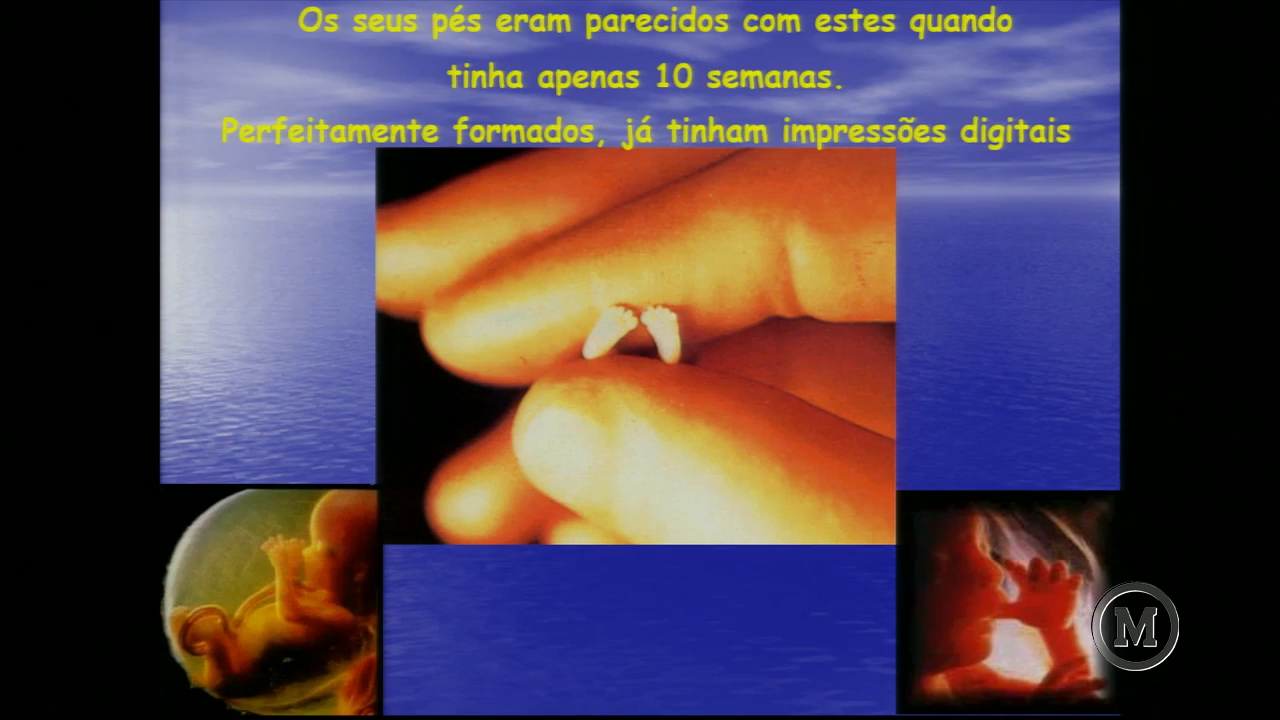 Os seus pés eram parecidos com estes quando
tinha apenas 10 semanas.
Perfeitamente formados, já tinham impressões digitais
M